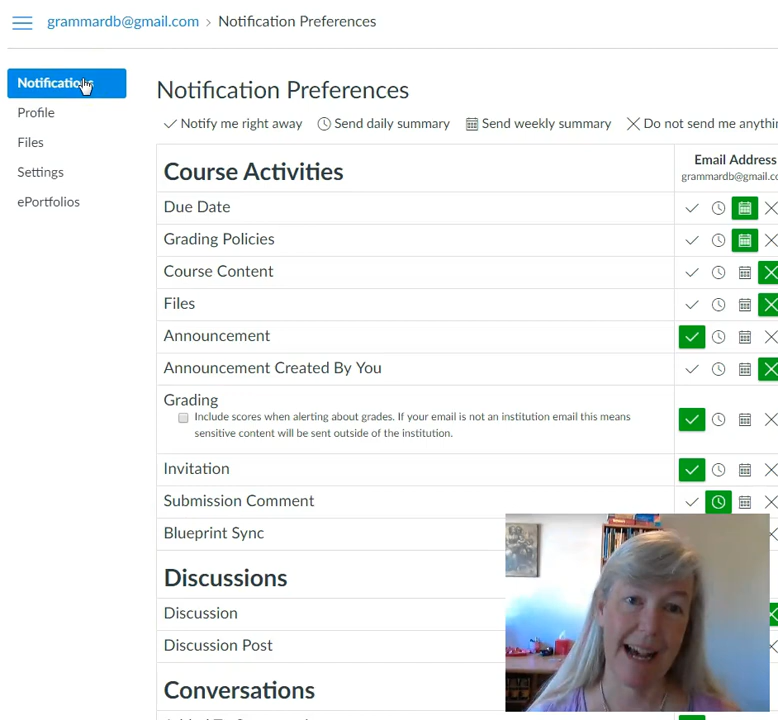 grammardb@gmail.com › Notification Preferences
Notifications
Profile
Files
Settings
ePortfolios
Notification Preferences
Notify me right away Send daily summary Send weekly summary Do not send me anythin
Course Activities
Email Address
grammardb@gmail.co
Due Date
Grading Policies
Course Content
Files
Announcement
Announcement Created By You
Grading
Include scores when alerting about grades. If your email is not an institution email this means
sensitive content will be sent outside of the institution.
Invitation
Submission Comment
Blueprint Sync
Discussions
Discussion
Discussion Post
Conversations